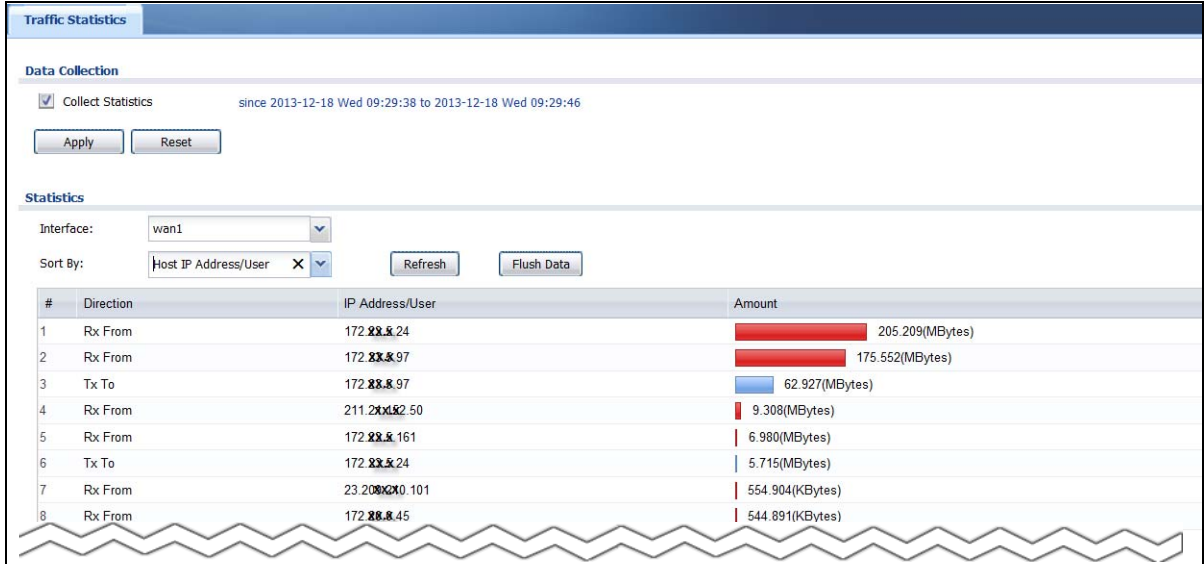 Traffic Statistics
Data Collection
Collect Statistics since 2013-12-18 Wed 09:29:38 to 2013-12-18 Wed 09:29:46
Apply Reset
Statistics
Interface: wan1
Sort By: Host IP Address/User Refresh Flush Data
# Direction IP Address/User Amount
1 Rx From 205.209(MBytes)
2 Rx From 175.552(MBytes)
3 Tx To 62.927(MBytes)
4 Rx From 9.308(MBytes)
5 Rx From 6.980(MBytes)
6 Tx To 5.715(MBytes)
7 Rx From 554.904(KBytes)
8 Rx From 544.891(KBytes)